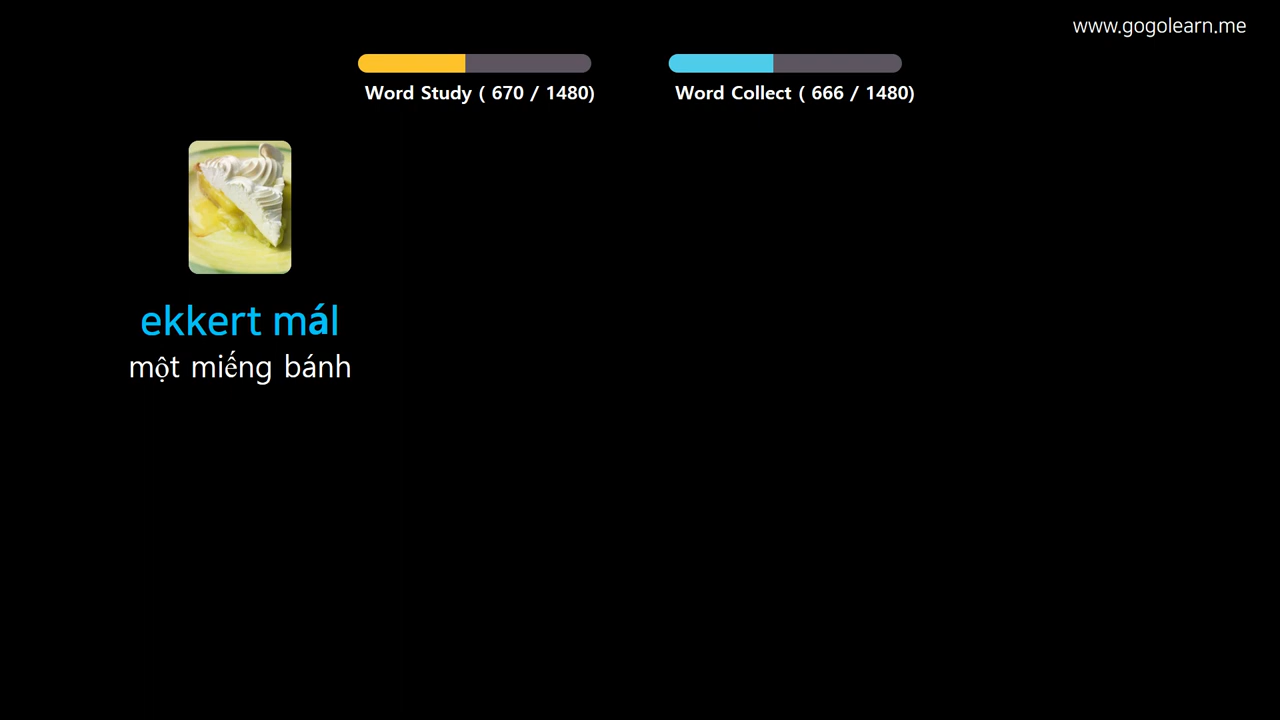 www.gogolearn.me
Word Study ( 670 / 1480)
Word Collect ( 666 / 1480)
ekkert mál
một miếng bánh